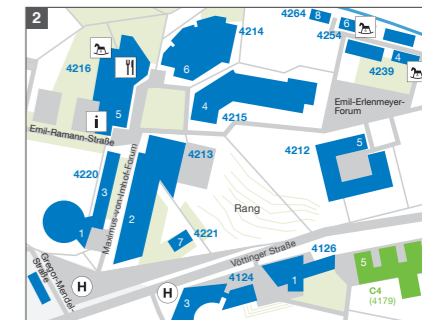 2
4264
8
4214
6
4254
4216
6
4
4239
4
4215
5
i
Emil-Erlenmeyer-
Forum
Emil-Ramann-Straße
4213
4212
5
4220
Maximus-von-Imhof-Forum
3
2
Rang
1
7
4221
Vöttinger Straße
4126
Gregor-Mendel-
Straße
H
H
4124
1
5
3
C4
(4179)